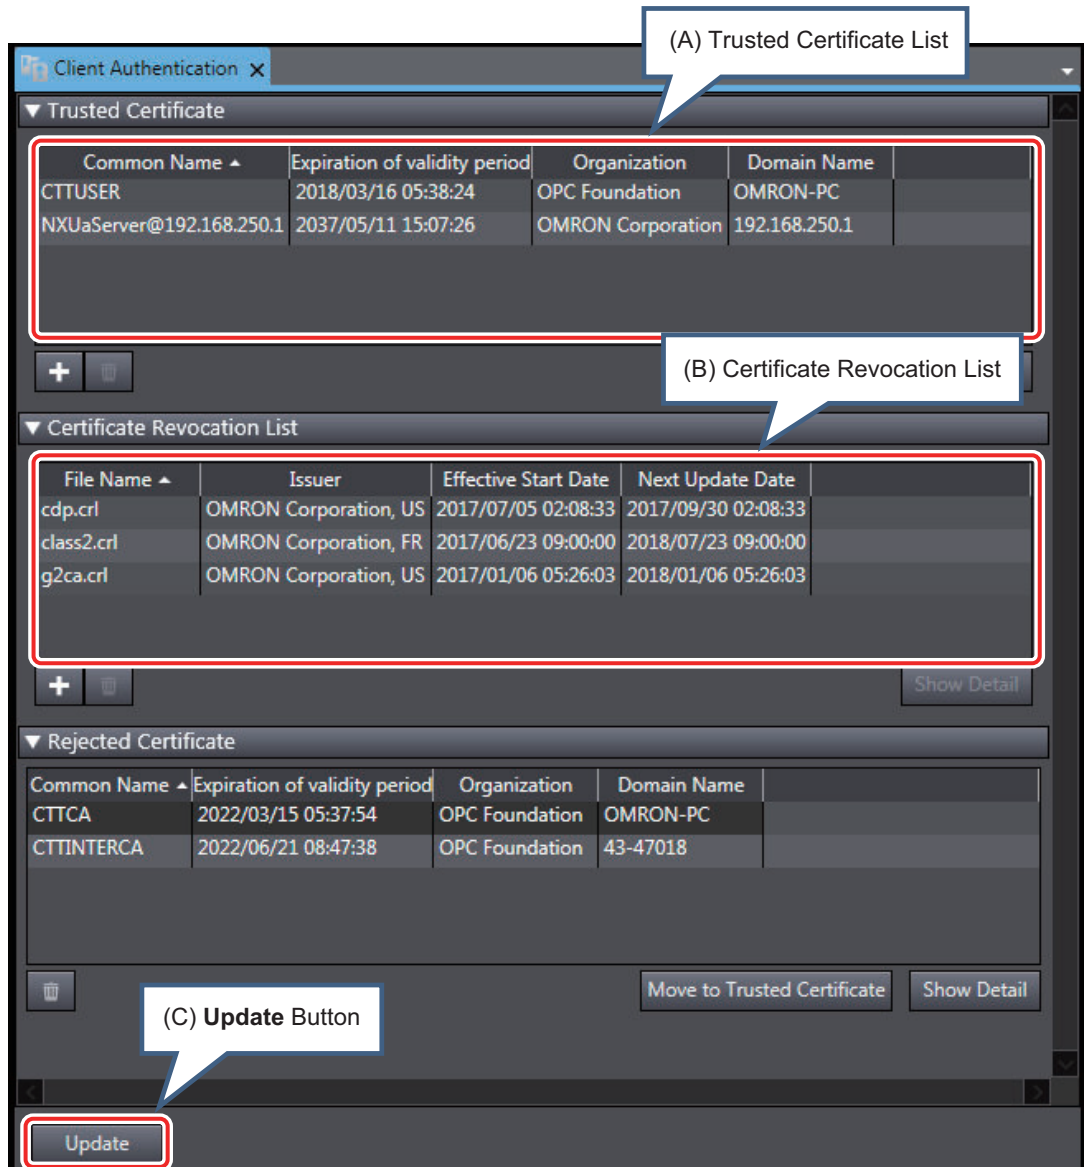 (A) Trusted Certificate List
Client Authentication
Trusted Certificate
Common Name Expiration of validity period Organization Domain Name
CTTUSER 2018/03/16 05:38:24 OPC Foundation OMRON-PC
NXUaServer@192.168.250.1 2037/05/11 15:07:26 OMRON Corporation 192.168.250.1
(B) Certificate Revocation List
Certificate Revocation List
File Name Issuer Effective Start Date Next Update Date
cdp.crl OMRON Corporation, US 2017/07/05 02:08:33 2017/09/30 02:08:33
class2.crl OMRON Corporation, FR 2017/06/23 09:00:00 2018/07/23 09:00:00
g2ca.crl OMRON Corporation, US 2017/01/06 05:26:03 2018/01/06 05:26:03
Show Detail
Rejected Certificate
Common Name Expiration of validity period Organization Domain Name
CTTCA 2022/03/15 05:37:54 OPC Foundation OMRON-PC
CTTINTERCA 2022/06/21 08:47:38 OPC Foundation 43-47018
Move to Trusted Certificate Show Detail
(C) Update Button
Update